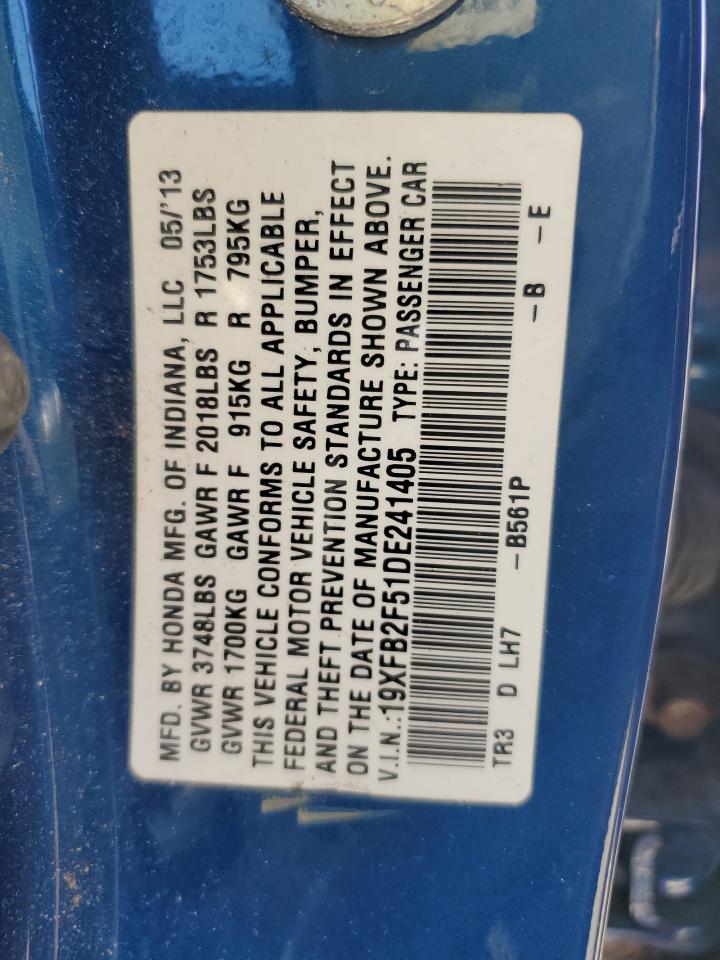 MFD. BY HONDA MFG. OF INDIANA, LLC 05/'13
GVWR 3748LBS GAWR F 2018LBS R 1753LBS
GVWR 1700KG GAWR F 915KG R 795KG
THIS VEHICLE CONFORMS TO ALL APPLICABLE
FEDERAL MOTOR VEHICLE SAFETY, BUMPER,
AND THEFT PREVENTION STANDARDS IN EFFECT
ON THE DATE OF MANUFACTURE SHOWN ABOVE.
V.I.N.:19XFB2F51DE241405 TYPE: PASSENGER CAR
TR3 D LH7 -B561P -B -E